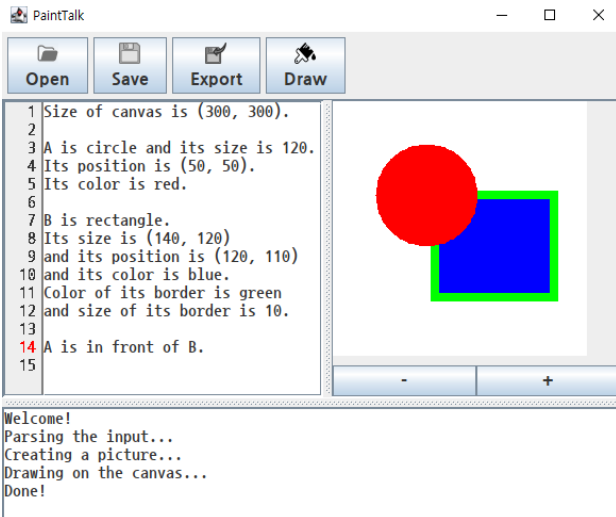 PaintTalk
Open Save Export Draw
1 Size of canvas is (300, 300).
2
3 A is circle and its size is 120.
4 Its position is (50, 50).
5 Its color is red.
6
7 B is rectangle.
8 Its size is (140, 120)
9 and its position is (120, 110)
10 and its color is blue.
11 Color of its border is green
12 and size of its border is 10.
13
14 A is in front of B.
15
- +
Welcome!
Parsing the input...
Creating a picture...
Drawing on the canvas...
Done!